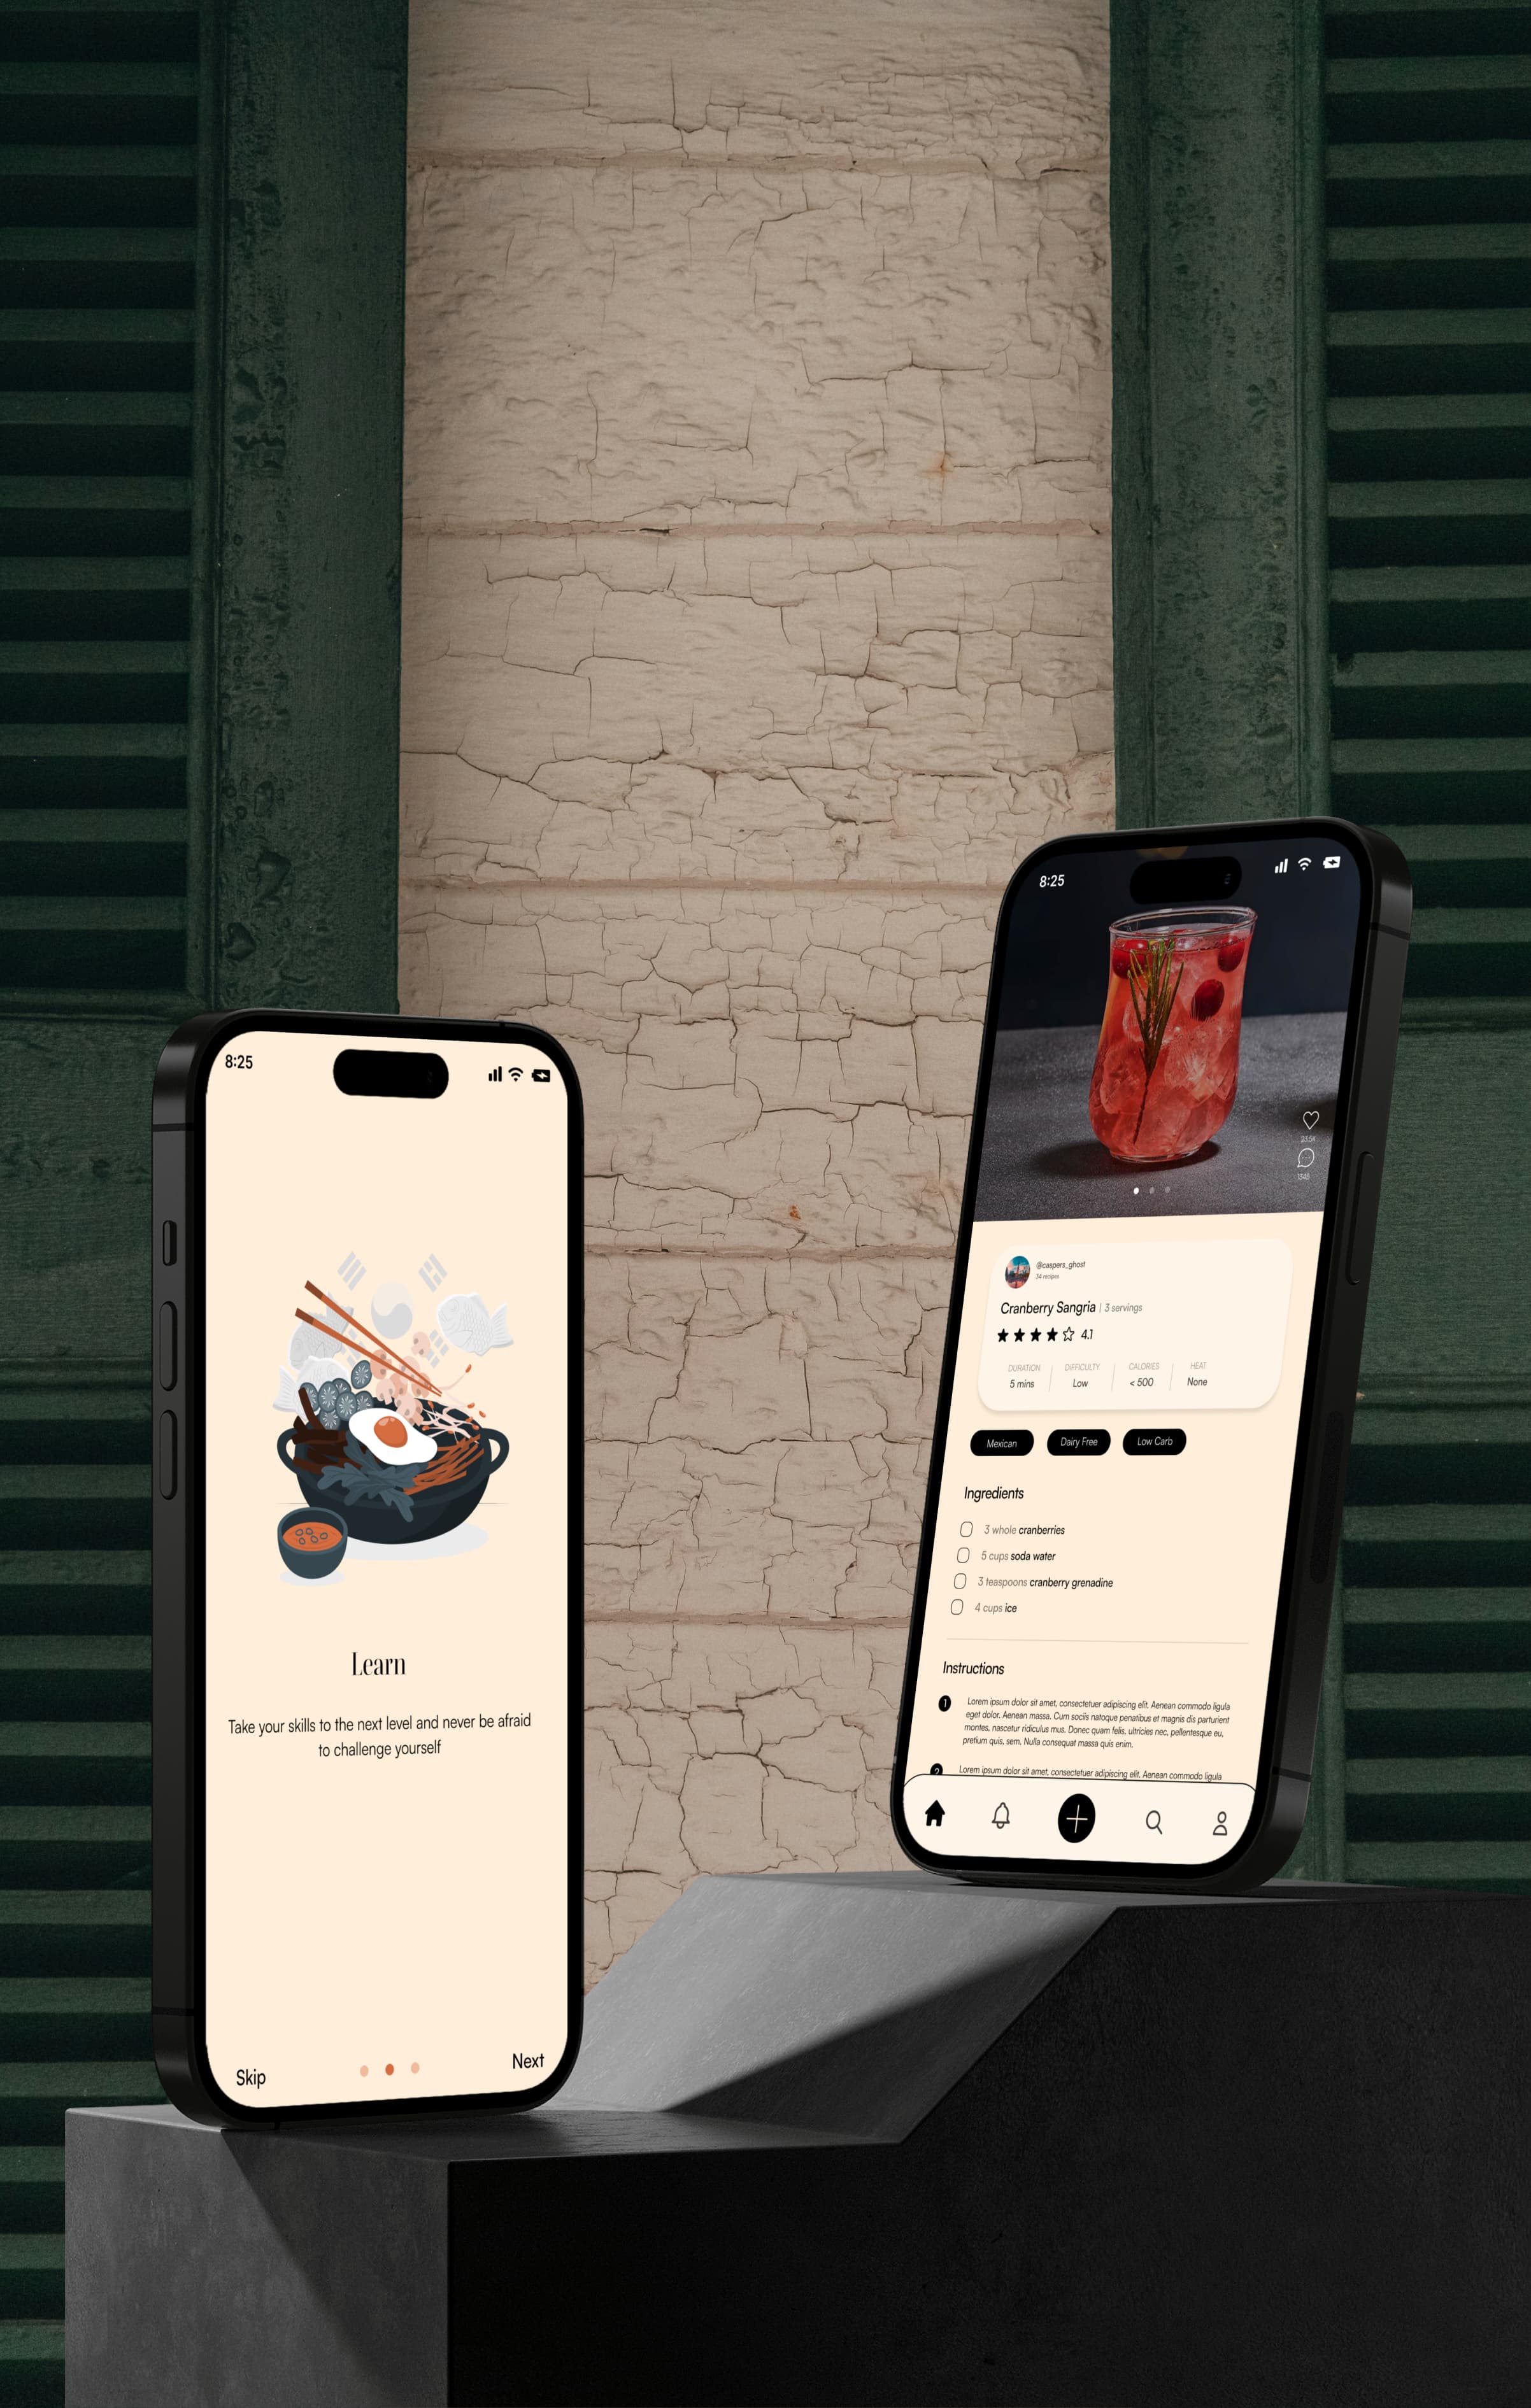 8:25
Learn
Take your skills to the next level and never be afraid
to challenge yourself
Skip
Next
8:25
23.5K
1345
@caspers_ghost
34 recipes
Cranberry Sangria | 3 servings
4.1
DURATION DIFFICULTY CALORIES HEAT
5 mins Low < 500 None
Mexican Dairy Free Low Carb
Ingredients
3 whole cranberries
5 cups soda water
3 teaspoons cranberry grenadine
4 cups ice
Instructions
1 Lorem ipsum dolor sit amet, consectetuer adipiscing elit. Aenean commodo ligula
eget dolor. Aenean massa. Cum sociis natoque penatibus et magnis dis parturient
montes, nascetur ridiculus mus. Donec quam felis, ultricies nec, pellentesque eu,
pretium quis, sem. Nulla consequat massa quis enim.
2 Lorem ipsum dolor sit amet, consectetuer adipiscing elit. Aenean commodo ligula